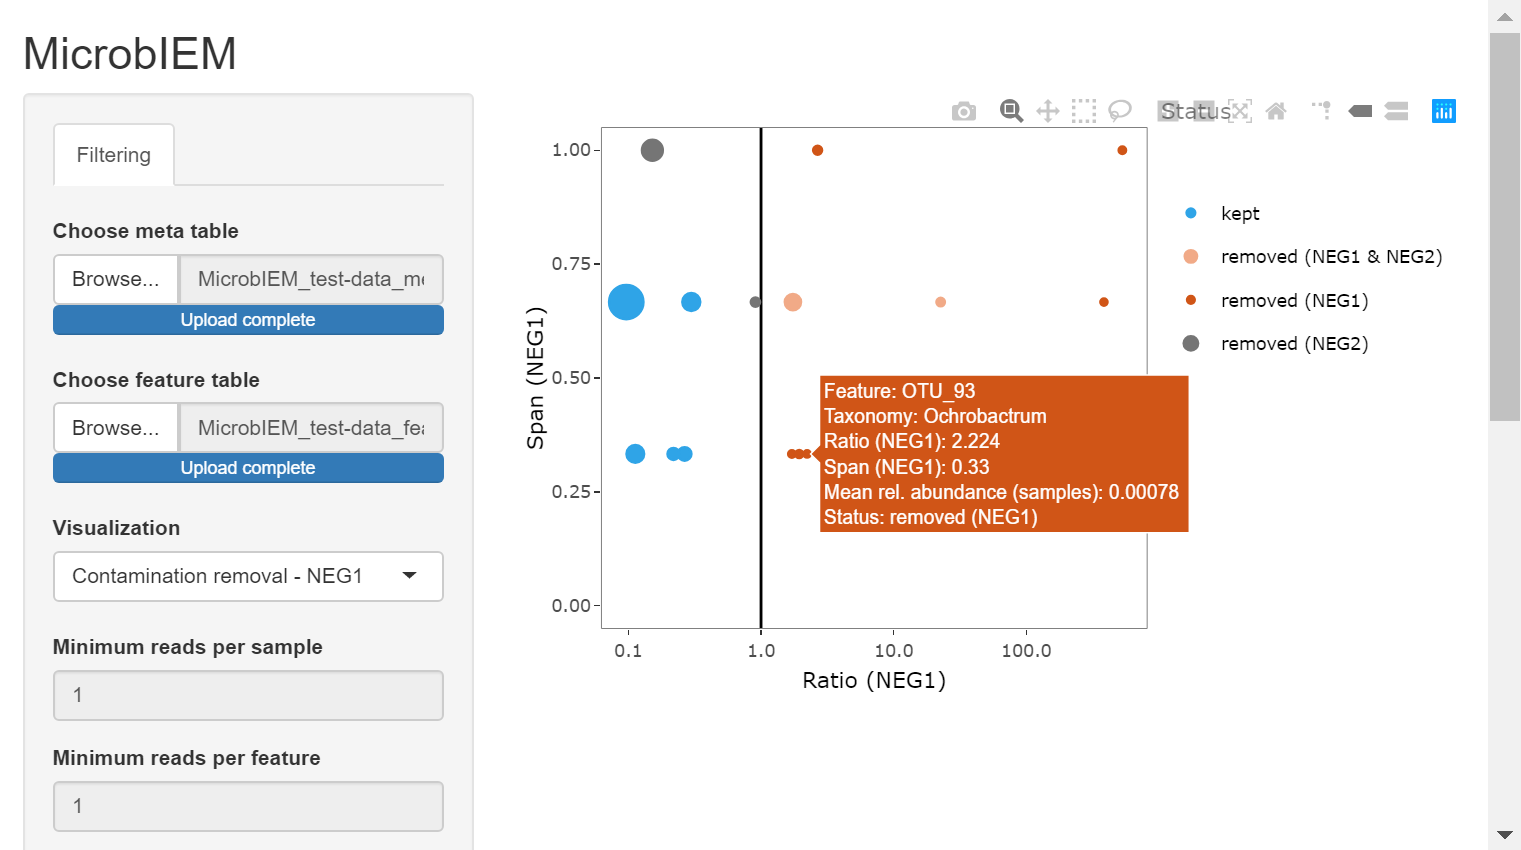 MicrobIEM
Filtering
Choose meta table
Browse... MicrobIEM_test-data_me
Upload complete
Choose feature table
Browse... MicrobIEM_test-data_fea
Upload complete
Visualization
Contamination removal - NEG1
Minimum reads per sample
1
Minimum reads per feature
1
Status
kept
removed (NEG1 & NEG2)
removed (NEG1)
removed (NEG2)
Span (NEG1)
1.00
0.75
0.50
0.25
0.00
Feature: OTU_93
Taxonomy: Ochrobactrum
Ratio (NEG1): 2.224
Span (NEG1): 0.33
Mean rel. abundance (samples): 0.00078
Status: removed (NEG1)
0.1 1.0 10.0 100.0
Ratio (NEG1)